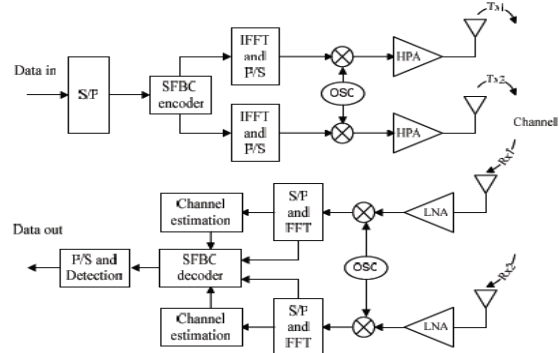 Data in
S/P
SFBC
encoder
IFFT
and
P/S
IFFT
and
P/S
OSC
HPA
HPA
Tx1
Tx2
Channel
Rx1
Rx2
LNA
LNA
OSC
S/P
and
FFT
S/P
and
FFT
Channel
estimation
Channel
estimation
SFBC
decoder
P/S and
Detection
Data out